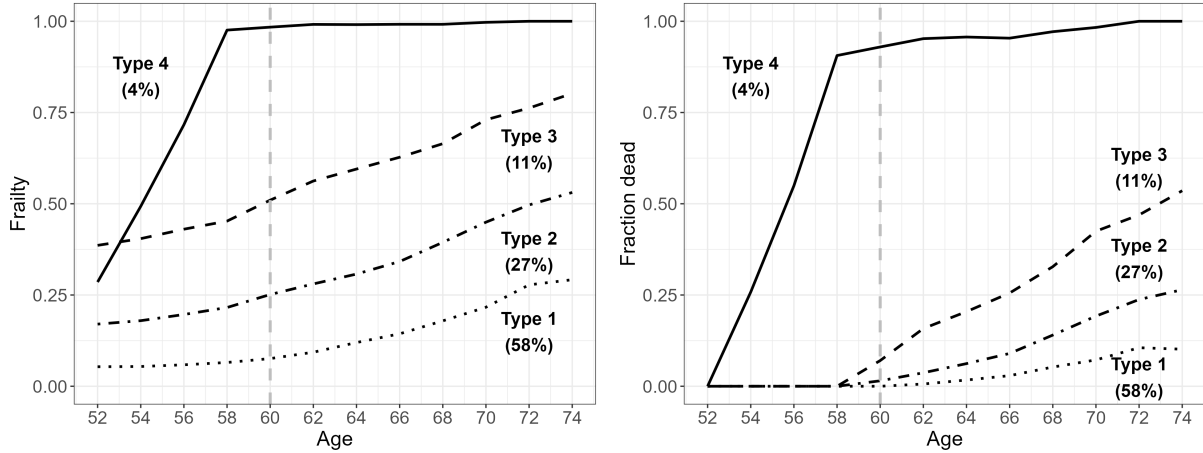 1.00
0.75
0.50
0.25
0.00
Frailty
Type 4
(4%)
Type 3
(11%)
Type 2
(27%)
Type 1
(58%)
52 54 56 58 60 62 64 66 68 70 72 74
Age
1.00
0.75
0.50
0.25
0.00
Fraction dead
Type 4
(4%)
Type 3
(11%)
Type 2
(27%)
Type 1
(58%)
52 54 56 58 60 62 64 66 68 70 72 74
Age